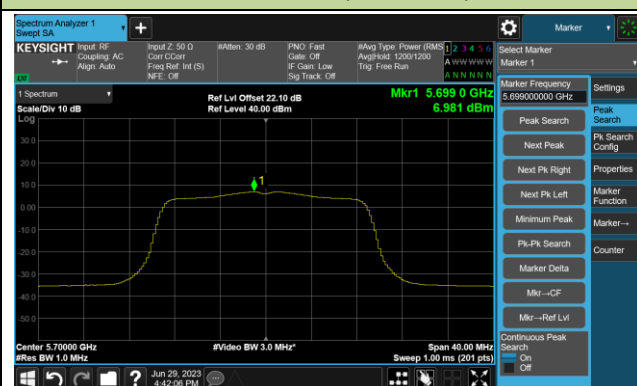 Spectrum Analyzer 1
Swept SA
+
Marker
KEYSIGHT
Input: RF
Coupling: AC
Align: Auto
Input Z: 50 Ω
Corr CCorr
Freq Ref: Int (S)
NFE: Off
#Atten: 30 dB
PNO: Fast
Gate: Off
IF Gain: Low
Sig Track: Off
#Avg Type: Power (RMS
Avg|Hold: 1200/1200
Trig: Free Run
1 2 3 4 5 6
A W W W W W
A N N N N N
Select Marker
Marker 1
1 Spectrum
Scale/Div 10 dB
Log
Ref Lvl Offset 22.10 dB
Ref Level 40.00 dBm
Mkr1 5.699 0 GHz
6.981 dBm
30.0
20.0
10.0
0.00
-10.0
-20.0
-30.0
-40.0
-50.0
1
Center 5.70000 GHz
#Res BW 1.0 MHz
#Video BW 3.0 MHz*
Span 40.00 MHz
Sweep 1.00 ms (201 pts)
Marker Frequency
5.699000000 GHz
Peak Search
Next Peak
Next Pk Right
Next Pk Left
Minimum Peak
Pk-Pk Search
Marker Delta
Mkr→CF
Mkr→Ref Lvl
Continuous Peak
Search
On
Off
Settings
Peak
Search
Pk Search
Config
Properties
Marker
Function
Marker→
Counter
?
Jun 29, 2023
4:42:06 PM